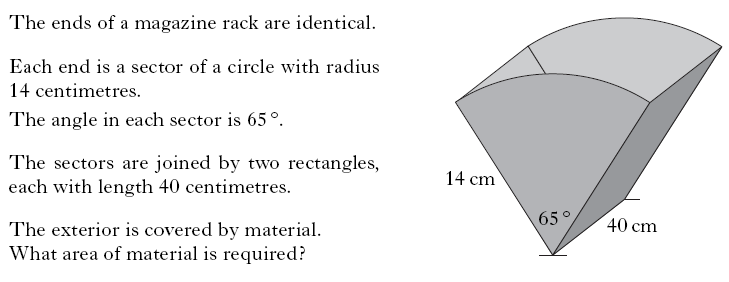 The ends of a magazine rack are identical.
Each end is a sector of a circle with radius
14 centimetres.
The angle in each sector is 65°.
The sectors are joined by two rectangles,
each with length 40 centimetres.
The exterior is covered by material.
What area of material is required?
14 cm
65°
40 cm